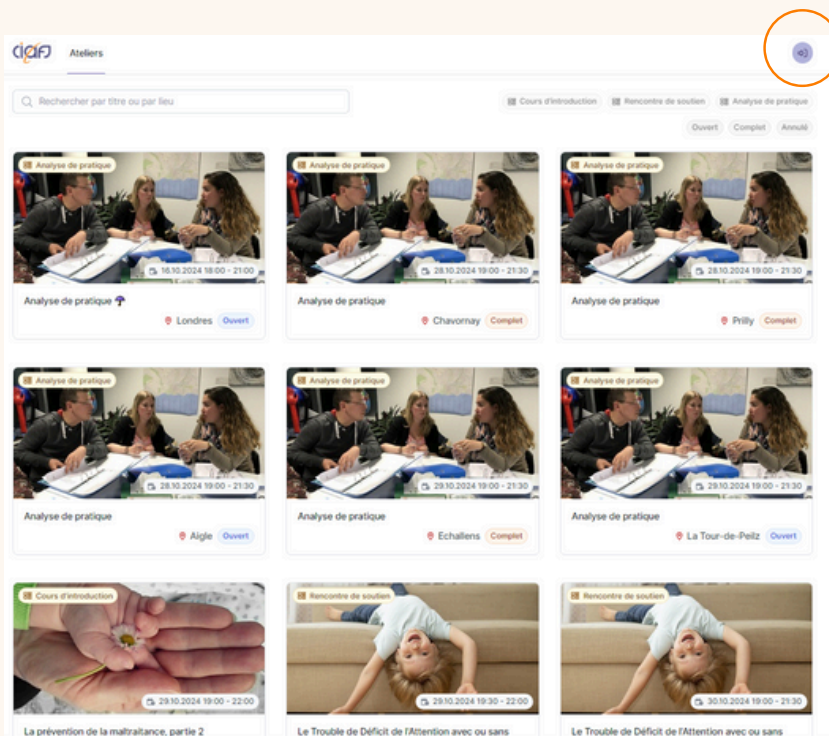 ciafj
Ateliers
Rechercher par titre ou par lieu
Cours d'Introduction
Rencontre de soutien
Analyse de pratique
Ouvert
Complet
Annulé
Analyse de pratique
16.10.2024 18:00 - 21:00
Analyse de pratique
Londres
Ouvert
Analyse de pratique
28.10.2024 19:00 - 21:30
Analyse de pratique
Chavornay
Complet
Analyse de pratique
28.10.2024 19:00 - 21:30
Analyse de pratique
Prilly
Complet
Analyse de pratique
28.10.2024 19:00 - 21:30
Analyse de pratique
Aigle
Ouvert
Analyse de pratique
29.10.2024 19:00 - 21:30
Analyse de pratique
Echallens
Complet
Analyse de pratique
29.10.2024 19:00 - 21:30
Analyse de pratique
La Tour-de-Peilz
Ouvert
Cours d'introduction
29.10.2024 19:00 - 22:00
La prévention de la maltraitance, partie 2
Rencontre de soutien
29.10.2024 19:30 - 22:00
Le Trouble de Déficit de l'Attention avec ou sans
Rencontre de soutien
30.10.2024 19:00 - 21:30
Le Trouble de Déficit de l'Attention avec ou sans